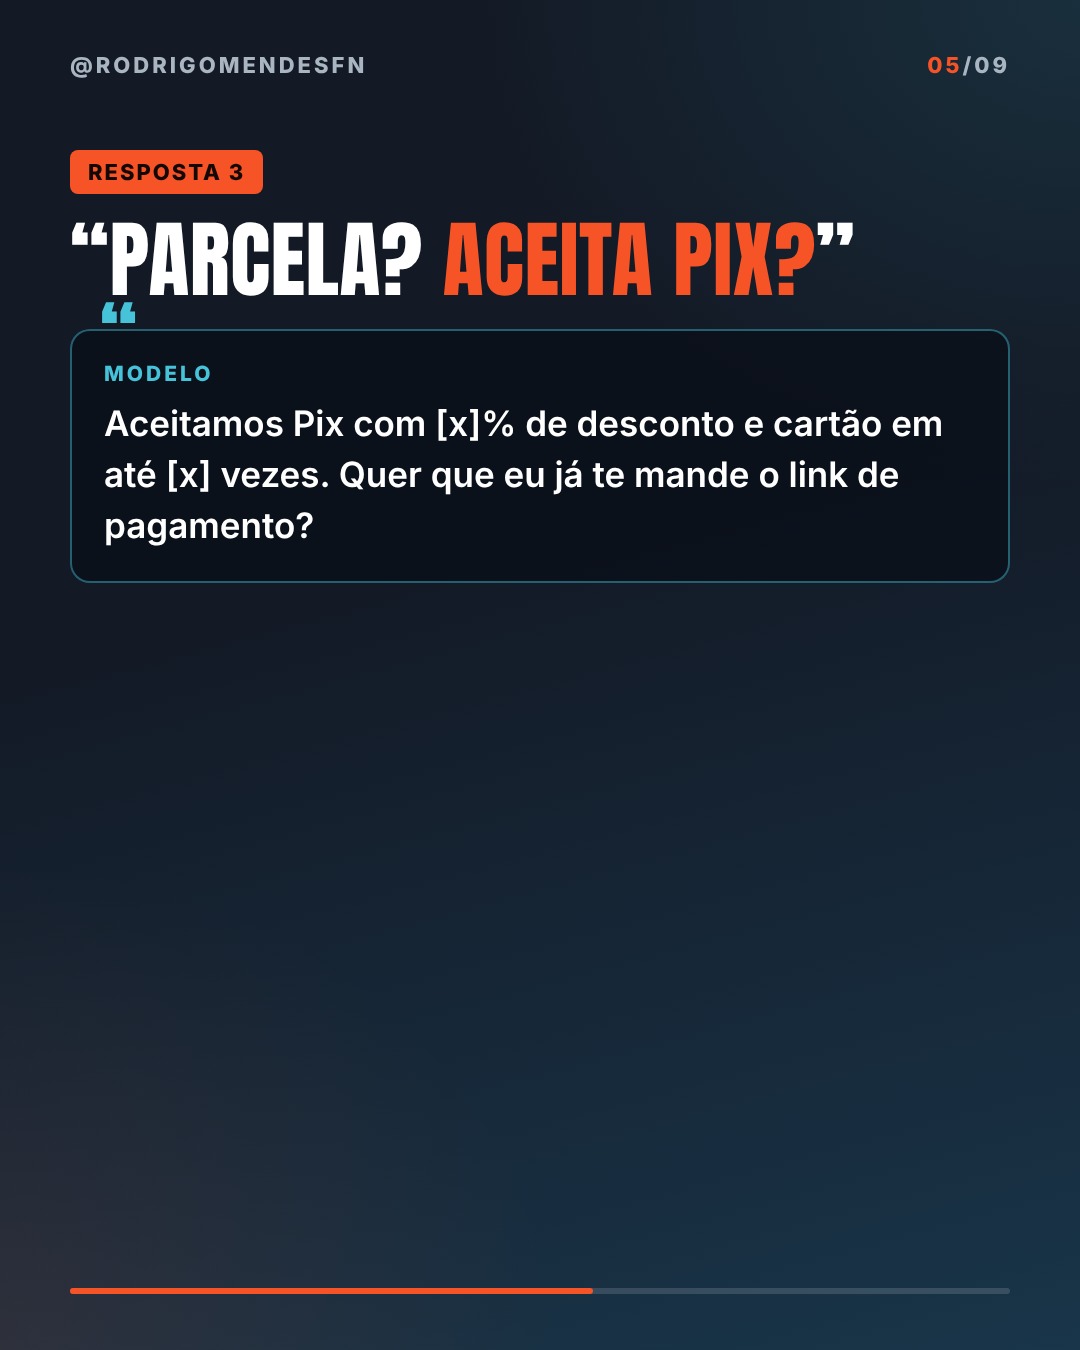 @RODRIGOMENDESFN
05/09
RESPOSTA 3
“PARCELA? ACEITA PIX?”
“
MODELO
Aceitamos Pix com [x]% de desconto e cartão em
até [x] vezes. Quer que eu já te mande o link de
pagamento?